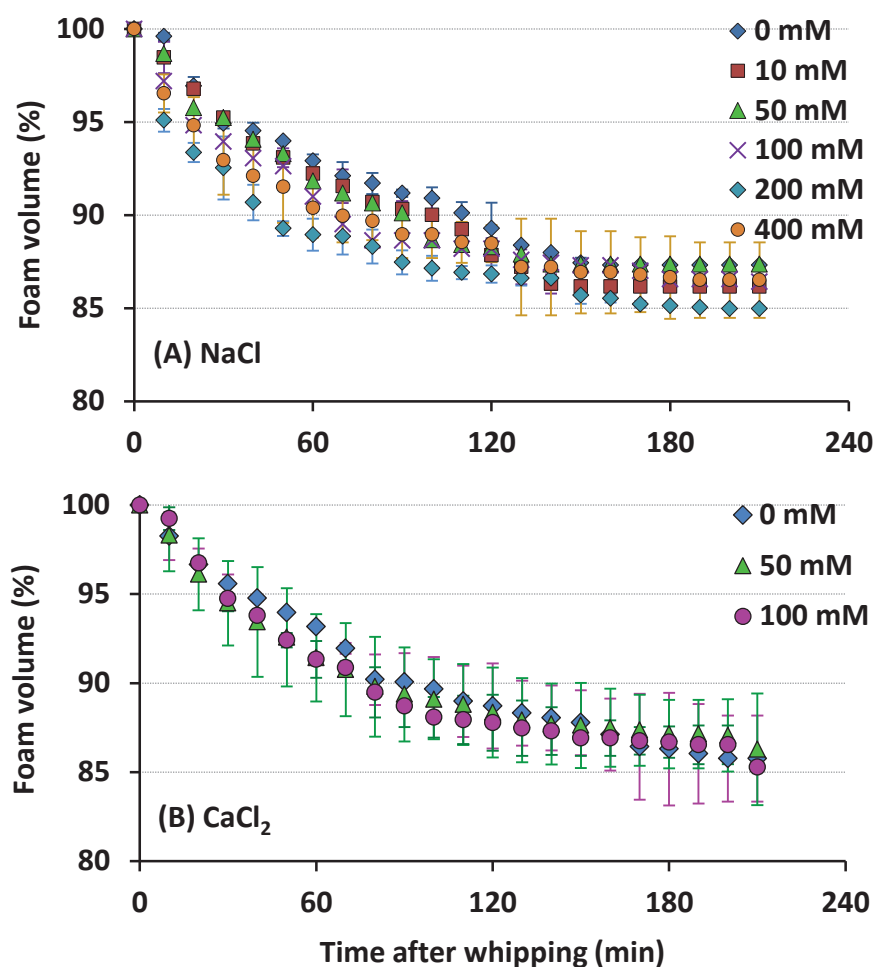 100
95
90
85
80
Foam volume (%)
0 mM
10 mM
50 mM
100 mM
200 mM
400 mM
(A) NaCl
0
60
120
180
240
100
95
90
85
80
Foam volume (%)
0 mM
50 mM
100 mM
(B) CaCl₂
0
60
120
180
240
Time after whipping (min)